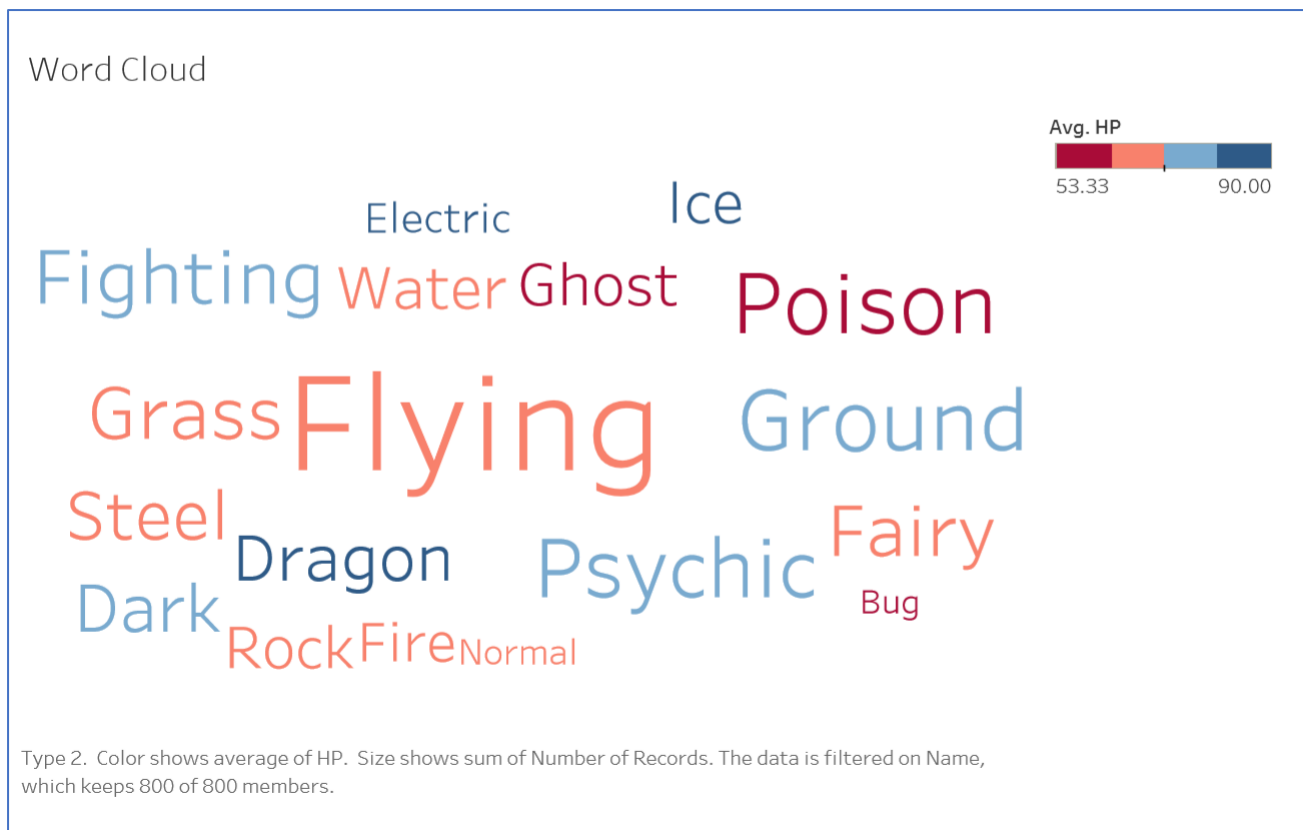 Word Cloud
Avg. HP
53.33 90.00
Electric
Ice
Fighting
Water
Ghost
Poison
Grass
Flying
Ground
Steel
Dragon
Psychic
Fairy
Dark
Bug
Rock
Fire
Normal
Type 2. Color shows average of HP. Size shows sum of Number of Records. The data is filtered on Name,
which keeps 800 of 800 members.